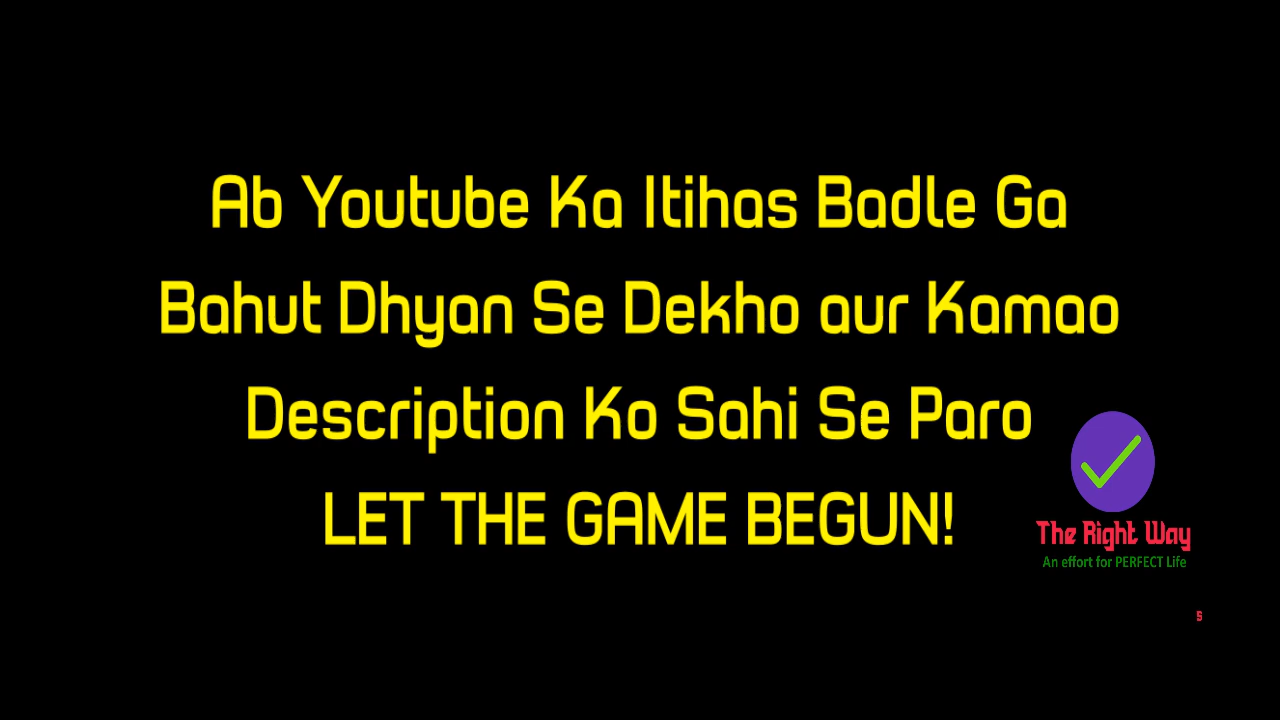 Ab Youtube Ka Itihas Badle Ga
Bahut Dhyan Se Dekho aur Kamao
Description Ko Sahi Se Paro
LET THE GAME BEGUN!
The Right Way
An effort for PERFECT Life
S